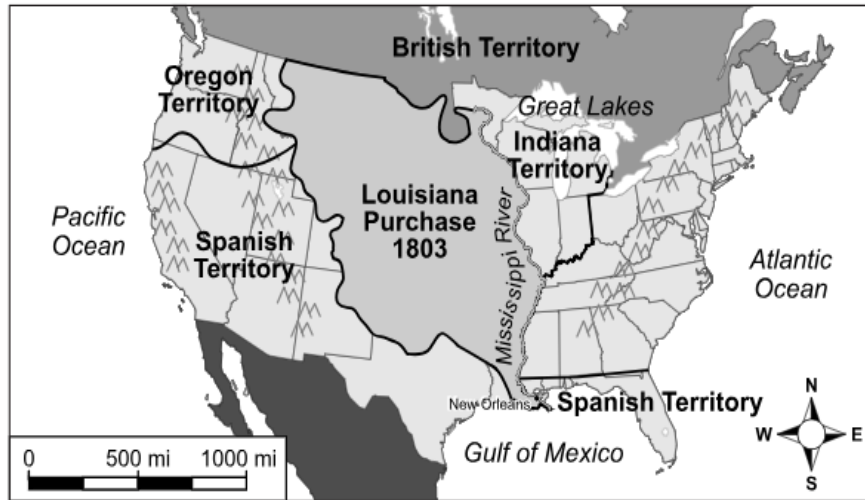 British Territory
Oregon
Territory
Great Lakes
Indiana
Territory
Louisiana
Purchase
1803
Mississippi River
Pacific
Ocean
Spanish
Territory
Atlantic
Ocean
New Orleans
Spanish Territory
Gulf of Mexico
N
W
E
S
0
500 mi
1000 mi